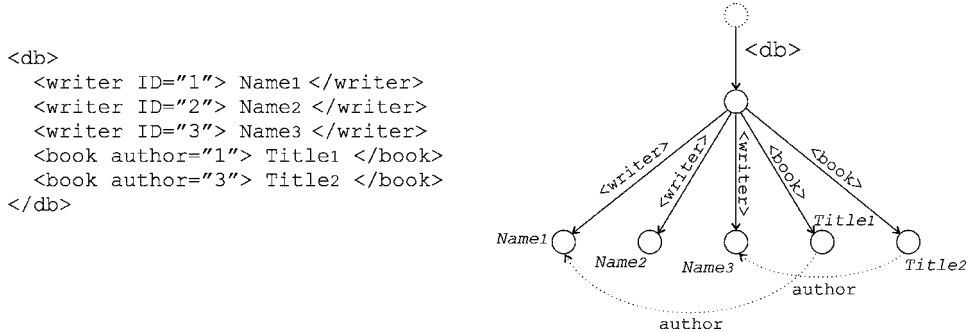 <db>
<writer ID="1"> Name1 </writer>
<writer ID="2"> Name2 </writer>
<writer ID="3"> Name3 </writer>
<book author="1"> Title1 </book>
<book author="3"> Title2 </book>
</db>
<db>
<writer>
<writer>
<writer>
<book>
<book>
Name1
Name2
Name3
Title1
Title2
author
author